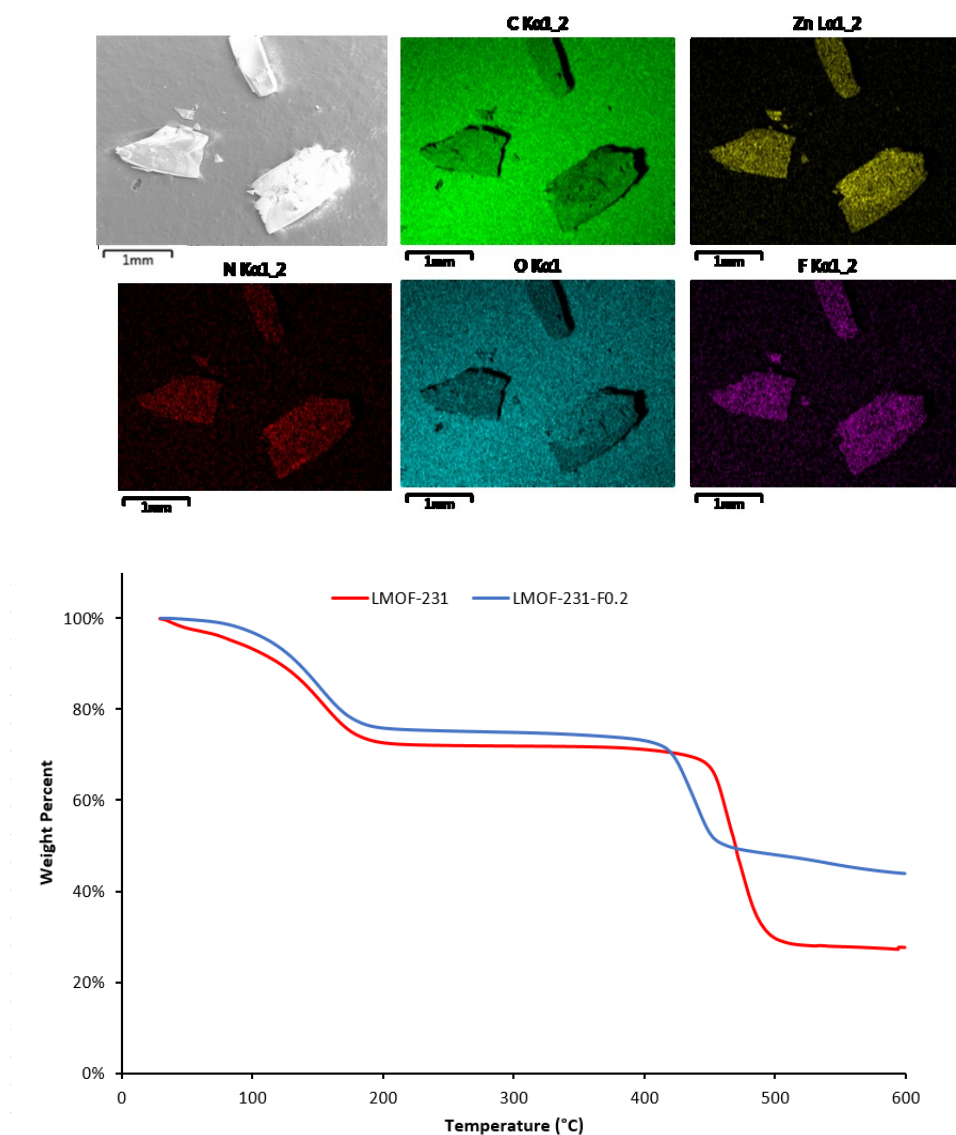 C Kα1_2
Zn Lα1_2
1mm
1mm
1mm
N Kα1_2
O Kα1
F Kα1_2
1mm
1mm
1mm
LMOF-231
LMOF-231-F0.2
100%
80%
60%
40%
20%
0%
Weight Percent
0 100 200 300 400 500 600
Temperature (°C)